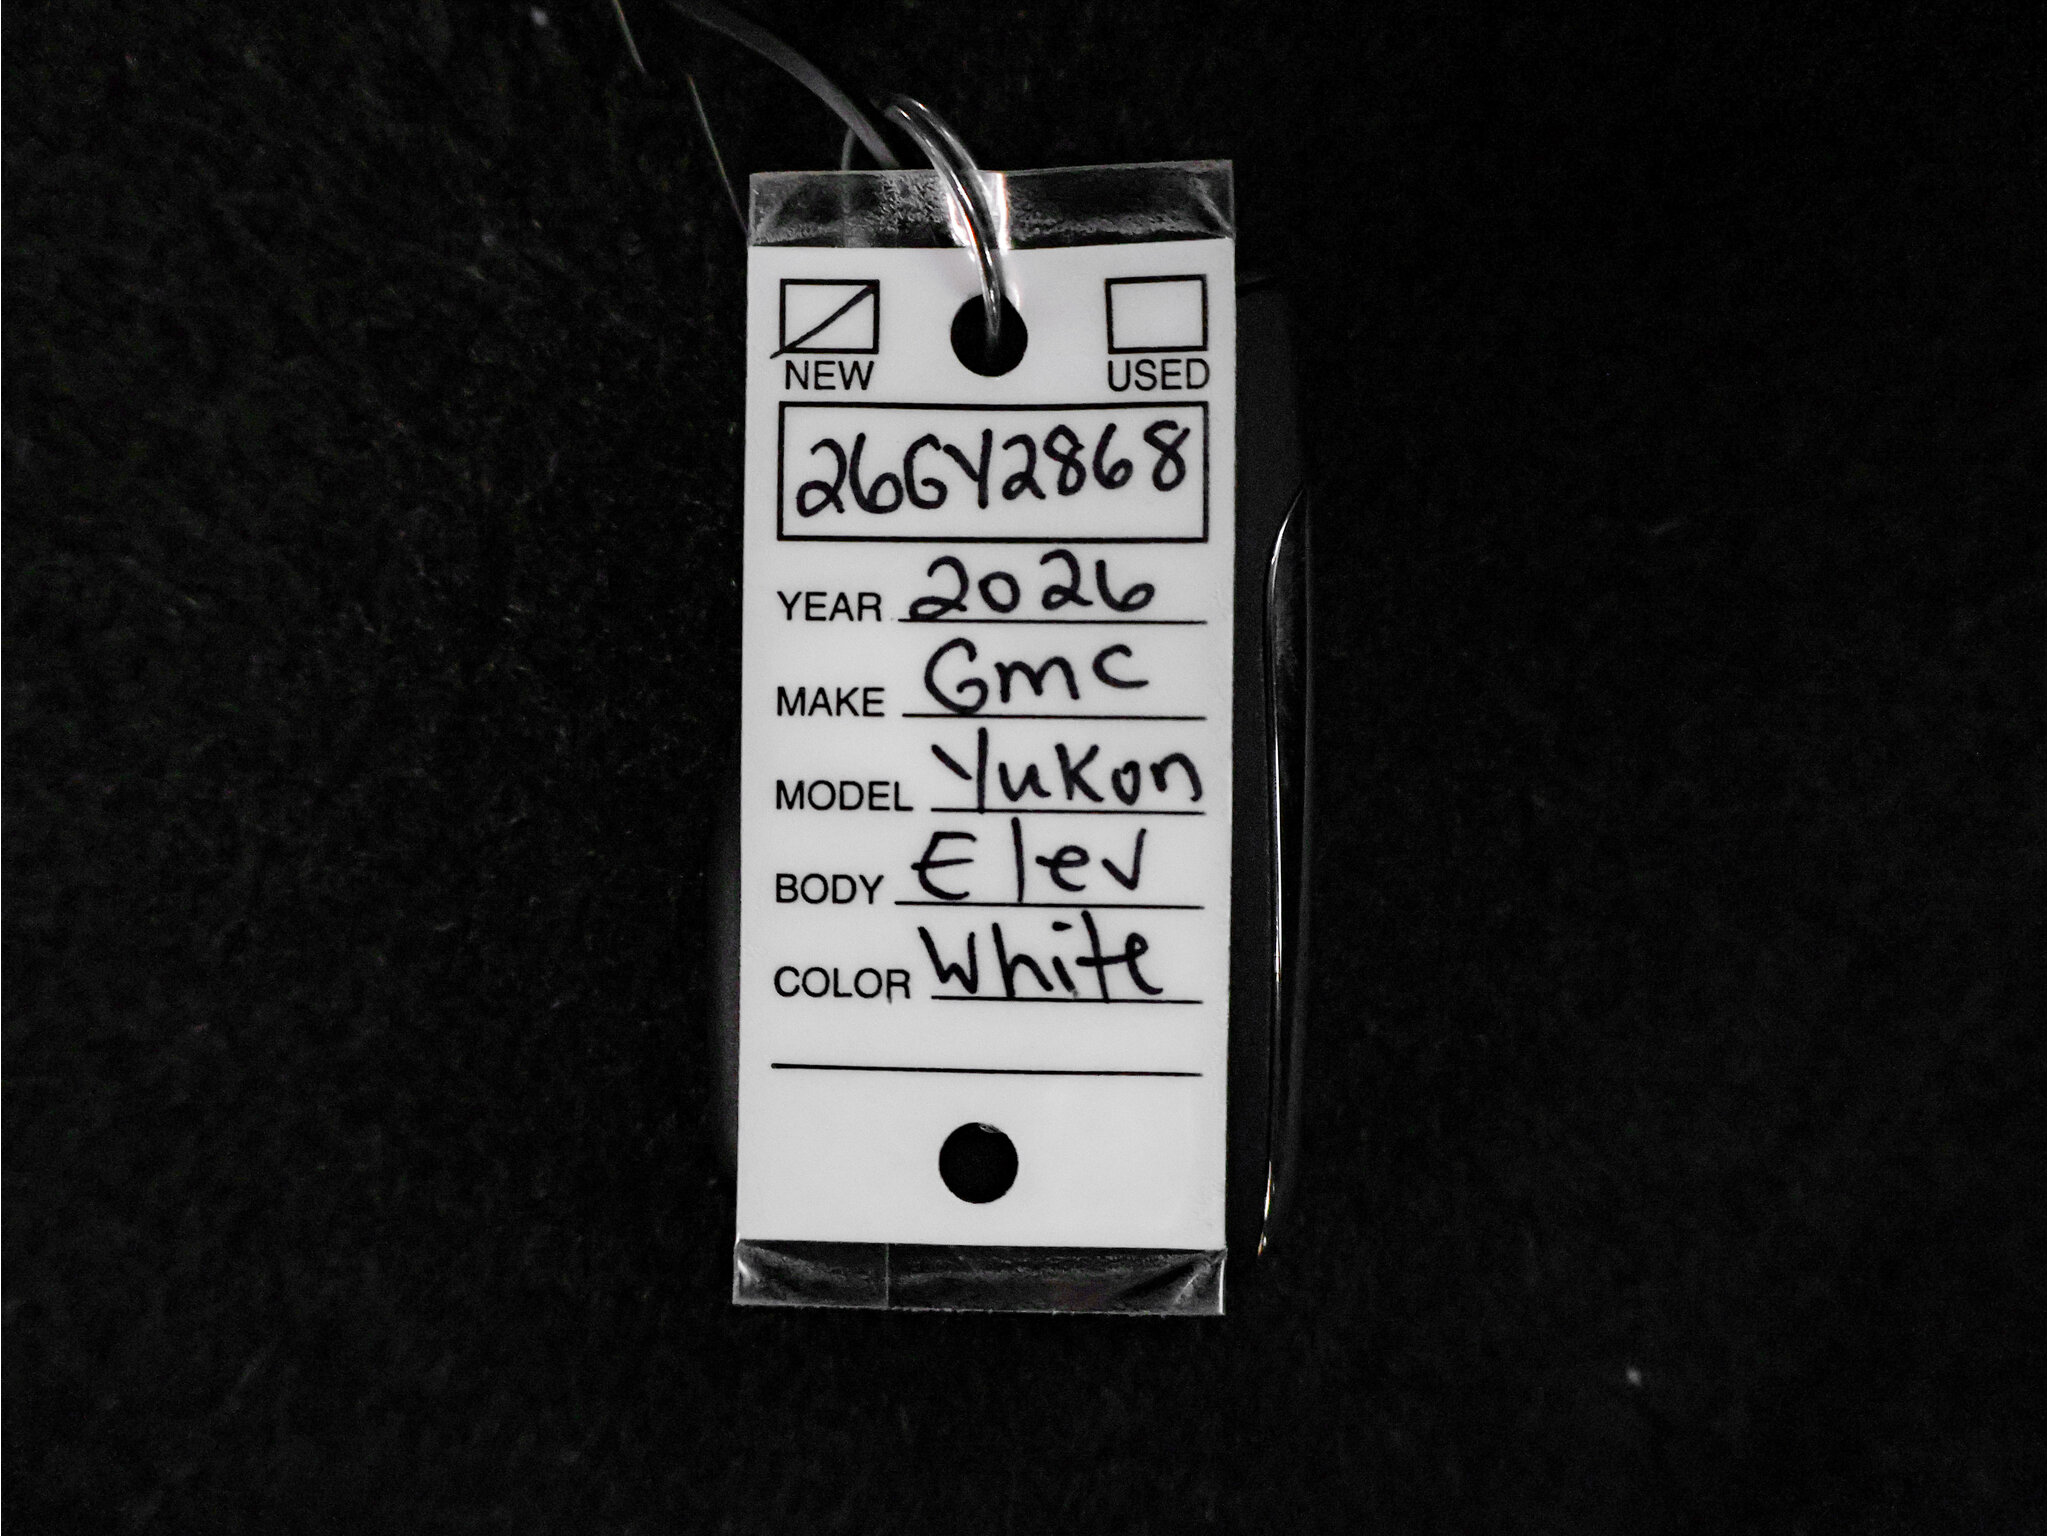 NEW USED
26GY2868
YEAR 2026
MAKE Gmc
MODEL Yukon
BODY Elev
COLOR White